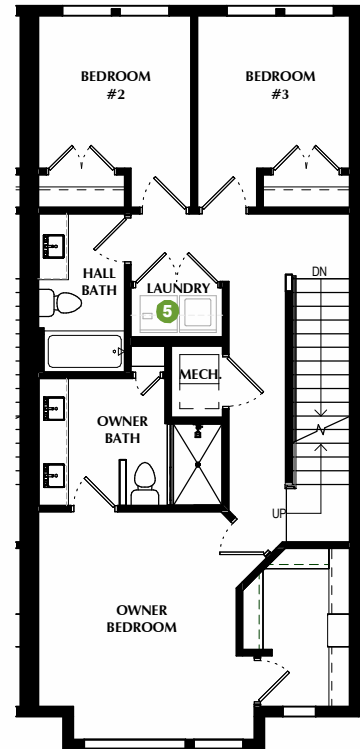 BEDROOM
#2
BEDROOM
#3
HALL
BATH
LAUNDRY
5
DN
MECH.
OWNER
BATH
UP
OWNER
BEDROOM